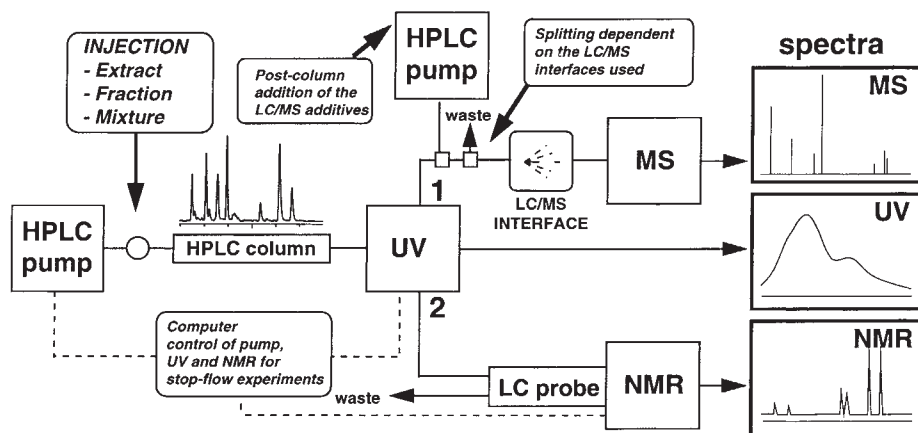 INJECTION
- Extract
- Fraction
- Mixture
Post-column
addition of the
LC/MS additives
HPLC
pump
Splitting dependent
on the LC/MS
interfaces used
spectra
MS
waste
1
LC/MS
INTERFACE
MS
UV
HPLC
pump
HPLC column
UV
2
Computer
control of pump,
UV and NMR for
stop-flow experiments
waste
LC probe
NMR
NMR